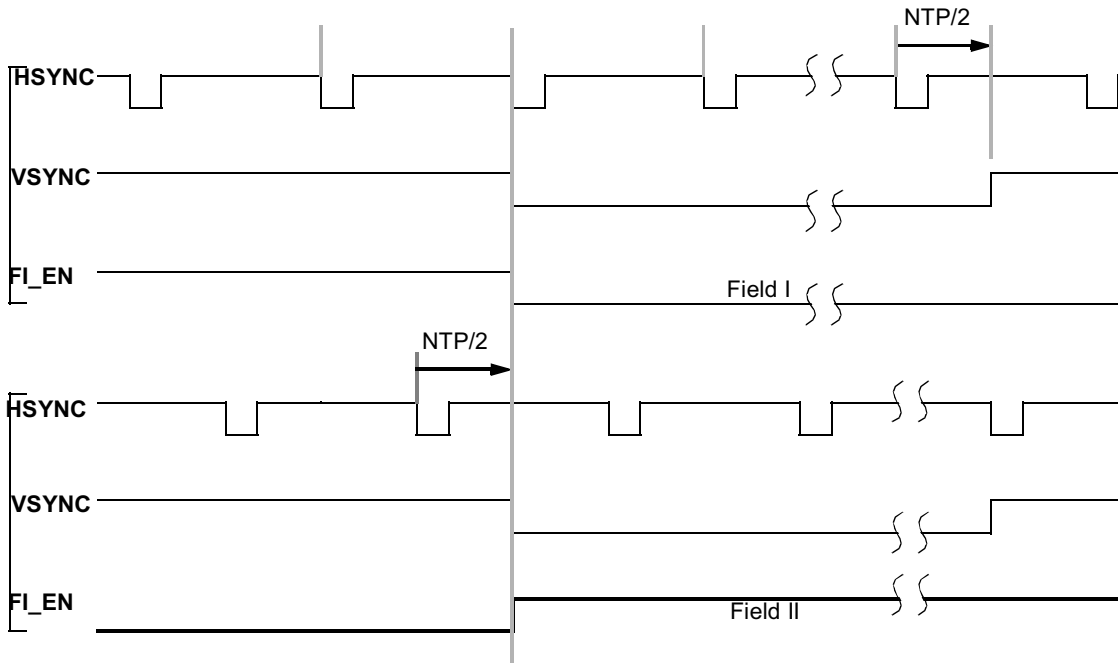 NTP/2
HSYNC
VSYNC
FI_EN
Field I
NTP/2
HSYNC
VSYNC
FI_EN
Field II